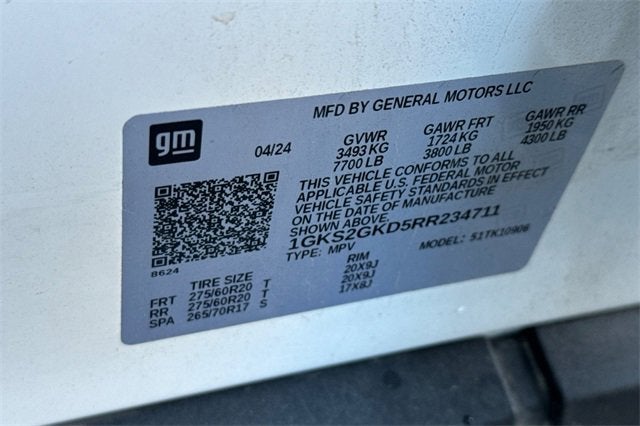 MFD BY GENERAL MOTORS LLC
gm
04/24
GVWR GAWR FRT GAWR RR
3493 KG 1724 KG 1950 KG
7700 LB 3800 LB 4300 LB
THIS VEHICLE CONFORMS TO ALL
APPLICABLE U.S. FEDERAL MOTOR
VEHICLE SAFETY STANDARDS IN EFFECT
ON THE DATE OF MANUFACTURE
SHOWN ABOVE.
1GKS2GKD5RR234711
TYPE: MPV MODEL: 51TK10906
8624
TIRE SIZE RIM
FRT 275/60R20 T 20X9J
RR 275/60R20 T 20X9J
SPA 265/70R17 S 17X8J